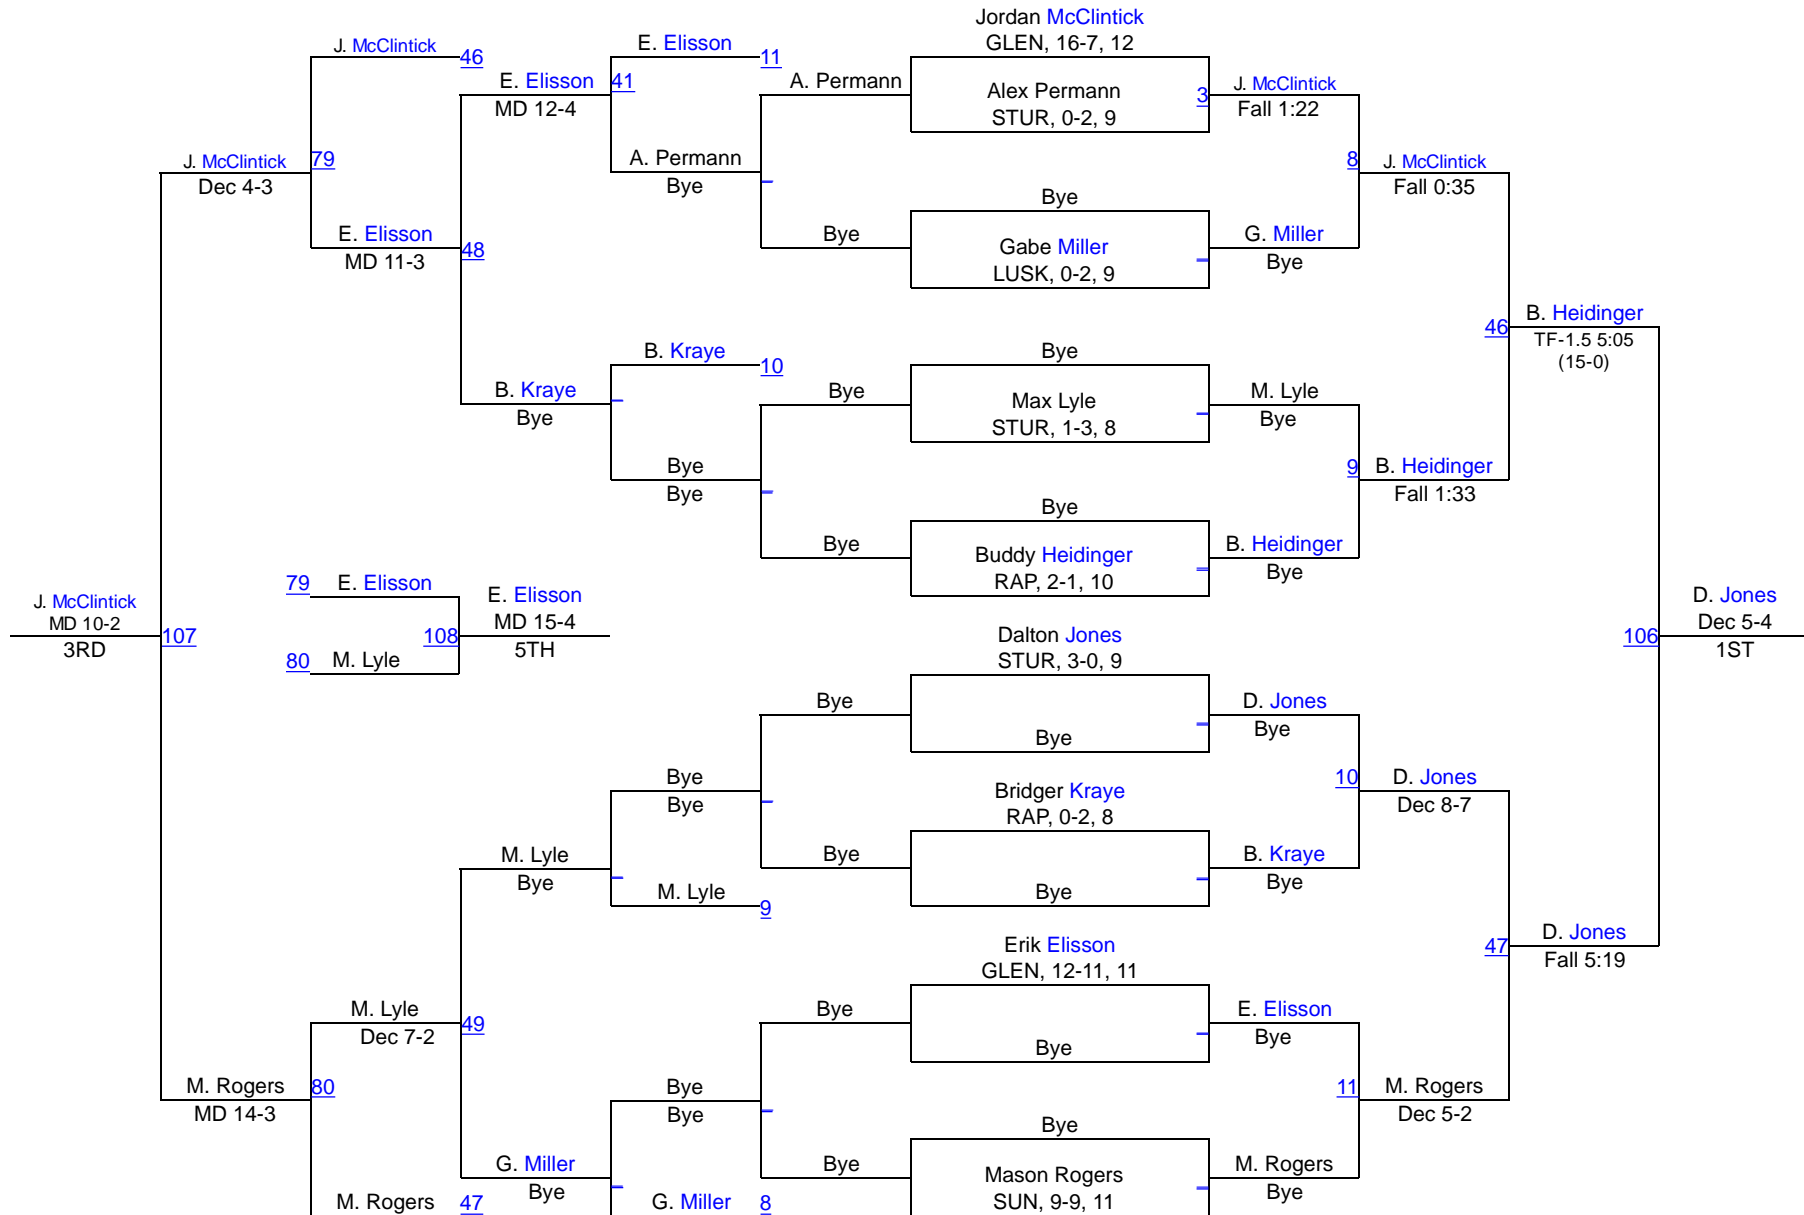 Jordan McClintick
GLEN, 16-7, 12
J. McClintick
46
E. Elisson
11
E. Elisson
41
MD 12-4
A. Permann
Alex Permann
STUR, 0-2, 9
3
J. McClintick
Fall 1:22
J. McClintick
79
Dec 4-3
A. Permann
Bye
8
J. McClintick
Fall 0:35
E. Elisson
MD 11-3
48
Bye
Bye
Gabe Miller
LUSK, 0-2, 9
G. Miller
Bye
B. Kraye
10
B. Kraye
Bye
Bye
Bye
Max Lyle
STUR, 1-3, 8
M. Lyle
Bye
46
B. Heidinger
TF-1.5 5:05
(15-0)
Bye
Bye
9
B. Heidinger
Fall 1:33
Bye
Bye
Buddy Heidinger
RAP, 2-1, 10
B. Heidinger
Bye
J. McClintick
MD 10-2
3RD
107
79
E. Elisson
80
M. Lyle
108
E. Elisson
MD 15-4
5TH
Dalton Jones
STUR, 3-0, 9
106
D. Jones
Dec 5-4
1ST
Bye
Bye
D. Jones
Bye
Bye
Bye
Bridger Kraye
RAP, 0-2, 8
10
D. Jones
Dec 8-7
M. Lyle
Bye
Bye
Bye
B. Kraye
Bye
M. Lyle
9
Erik Elisson
GLEN, 12-11, 11
47
D. Jones
Fall 5:19
M. Lyle
Dec 7-2
49
Bye
Bye
E. Elisson
Bye
M. Rogers
MD 14-3
80
Bye
Bye
11
M. Rogers
Dec 5-2
G. Miller
Bye
Bye
Bye
Mason Rogers
SUN, 9-9, 11
M. Rogers
Bye
M. Rogers
47
G. Miller
8